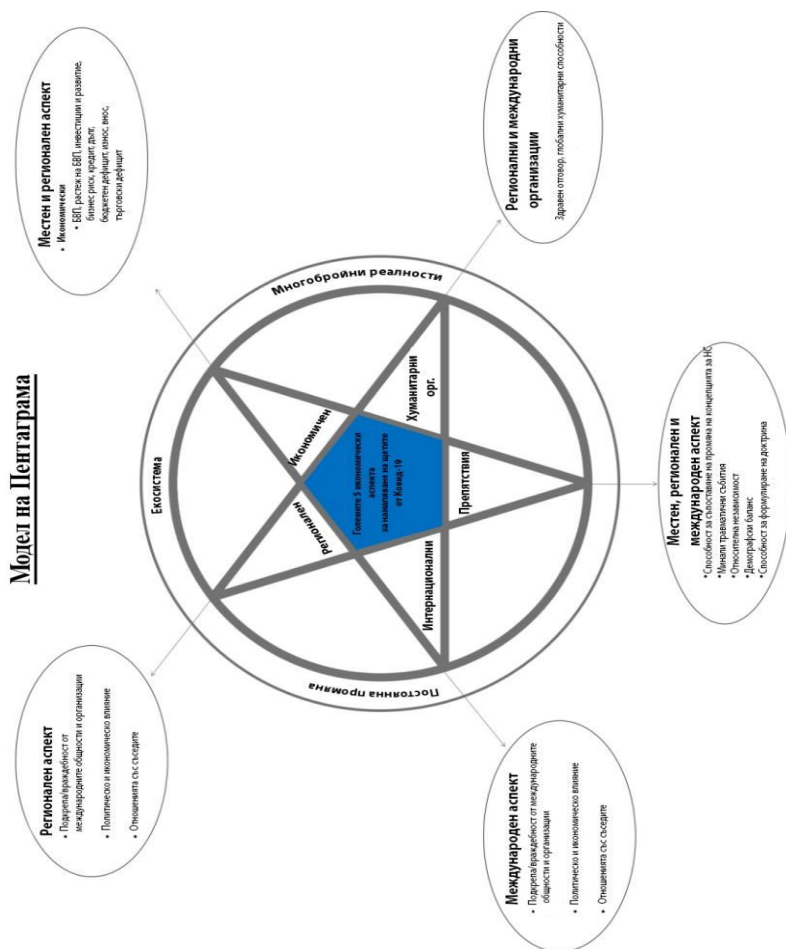 Модел на Пентаграма
Регионален аспект
• Подкрепа/враждебност от
международните общности и организации
• Политическо и икономическо влияние
• Отношенията със съседите
Местен и регионален аспект
• Икономически
• БВП, растеж на БВП, инвестиции и развитие,
бизнес риск, кредит, дълг,
бюджетен дефицит, износ, внос,
търговски дефицит
Екосистема
Постоянна промяна
Многобройни реалности
Регионален
Икономичен
Големите 5 икономически
аспекта
за намаляване на щетите
от Ковид-19
Интернационални
Препятствия
Хуманитарни
орг.
Международен аспект
• Подкрепа/враждебност от международните
общности и организации
• Политическо и икономическо влияние
• Отношенията със съседите
Местен, регионален и
международен аспект
•Способност за съпоставяне на промяна на концепцията за НС
•Минали травматични събития
•Относителна независимост
•Демографски баланс
•Способност за формулиране на доктрина
Регионални и международни
организации
Здравен отговор, глобални хуманитарни способности